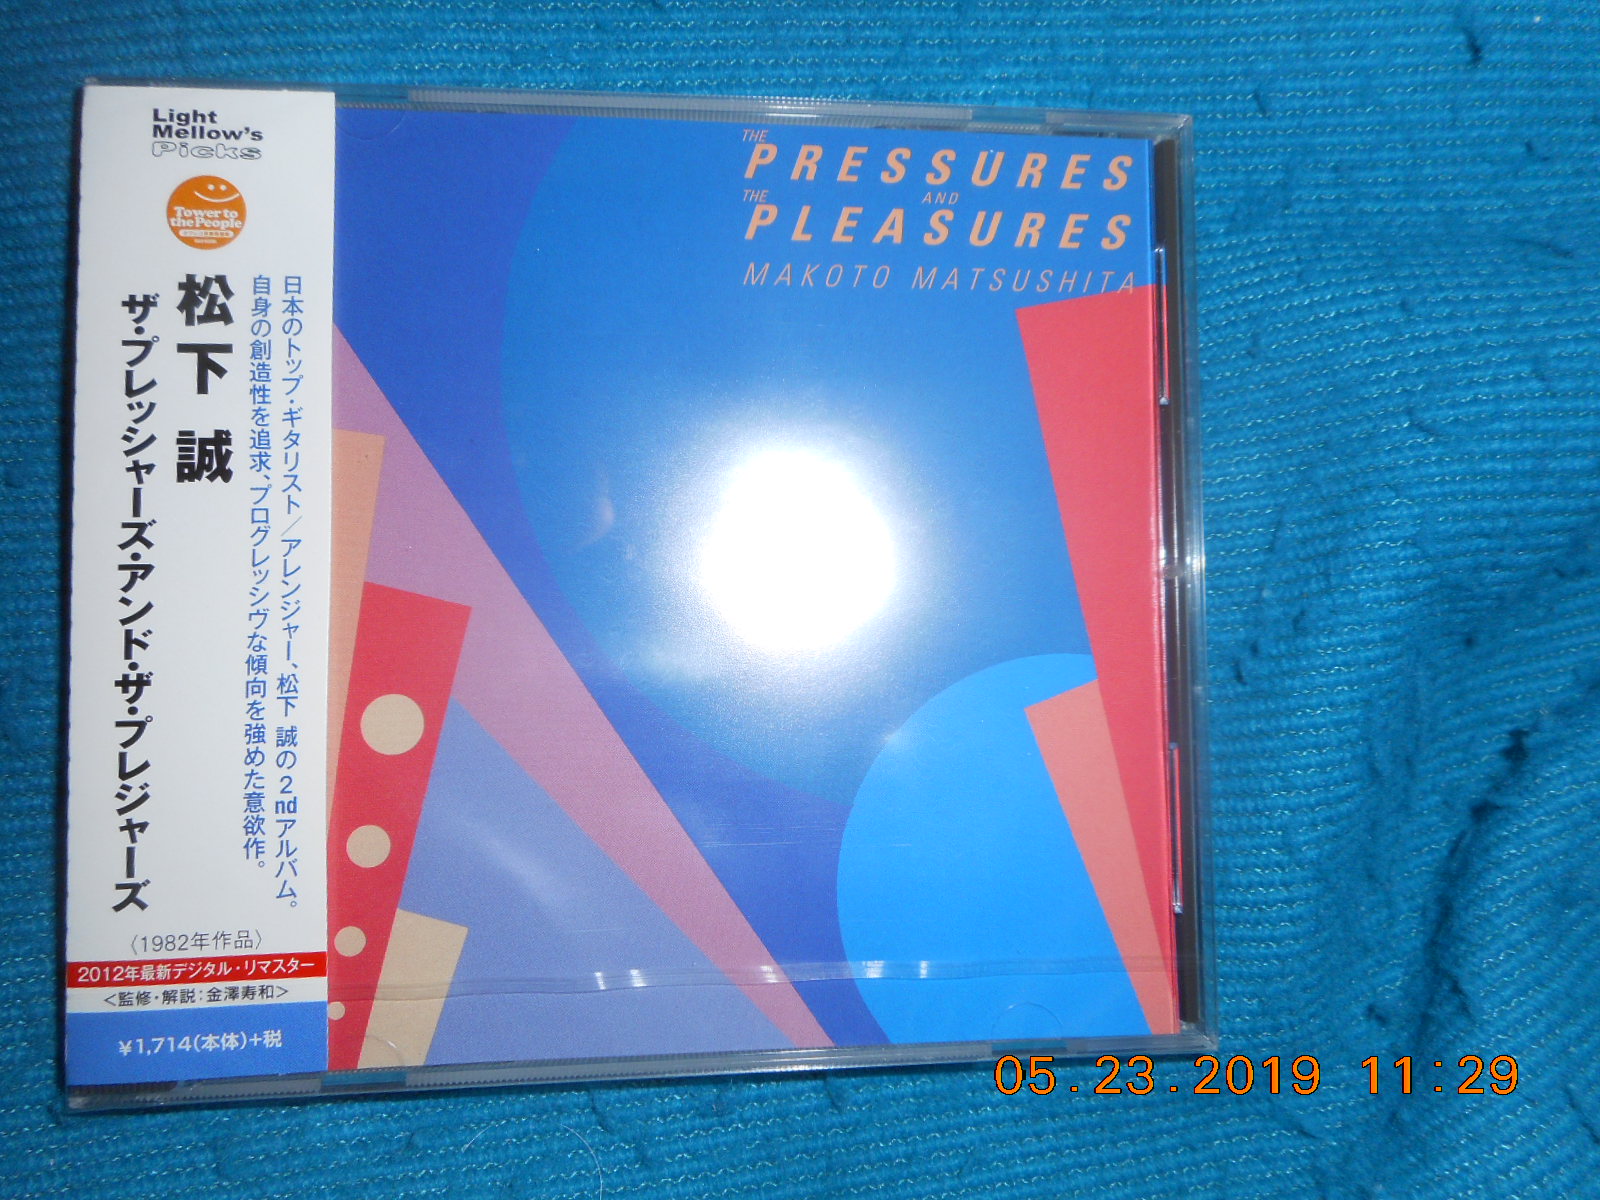 Light
Mellow's
Picks
Tower to
the People
松下 誠
ザ・プレッシャーズ・アンド・ザ・プレジャーズ
日本のトップ・ギタリスト／アレンジャー、松下 誠の2ndアルバム。
自身の創造性を追求、プログレッシヴな傾向を強めた意欲作。
〈1982年作品〉
2012年最新デジタル・リマスター
<監修・解説：金澤寿和>
¥1,714(本体)+税
THE
PRESSURES
AND
THE
PLEASURES
MAKOTO MATSUSHITA
05.23.2019 11:29